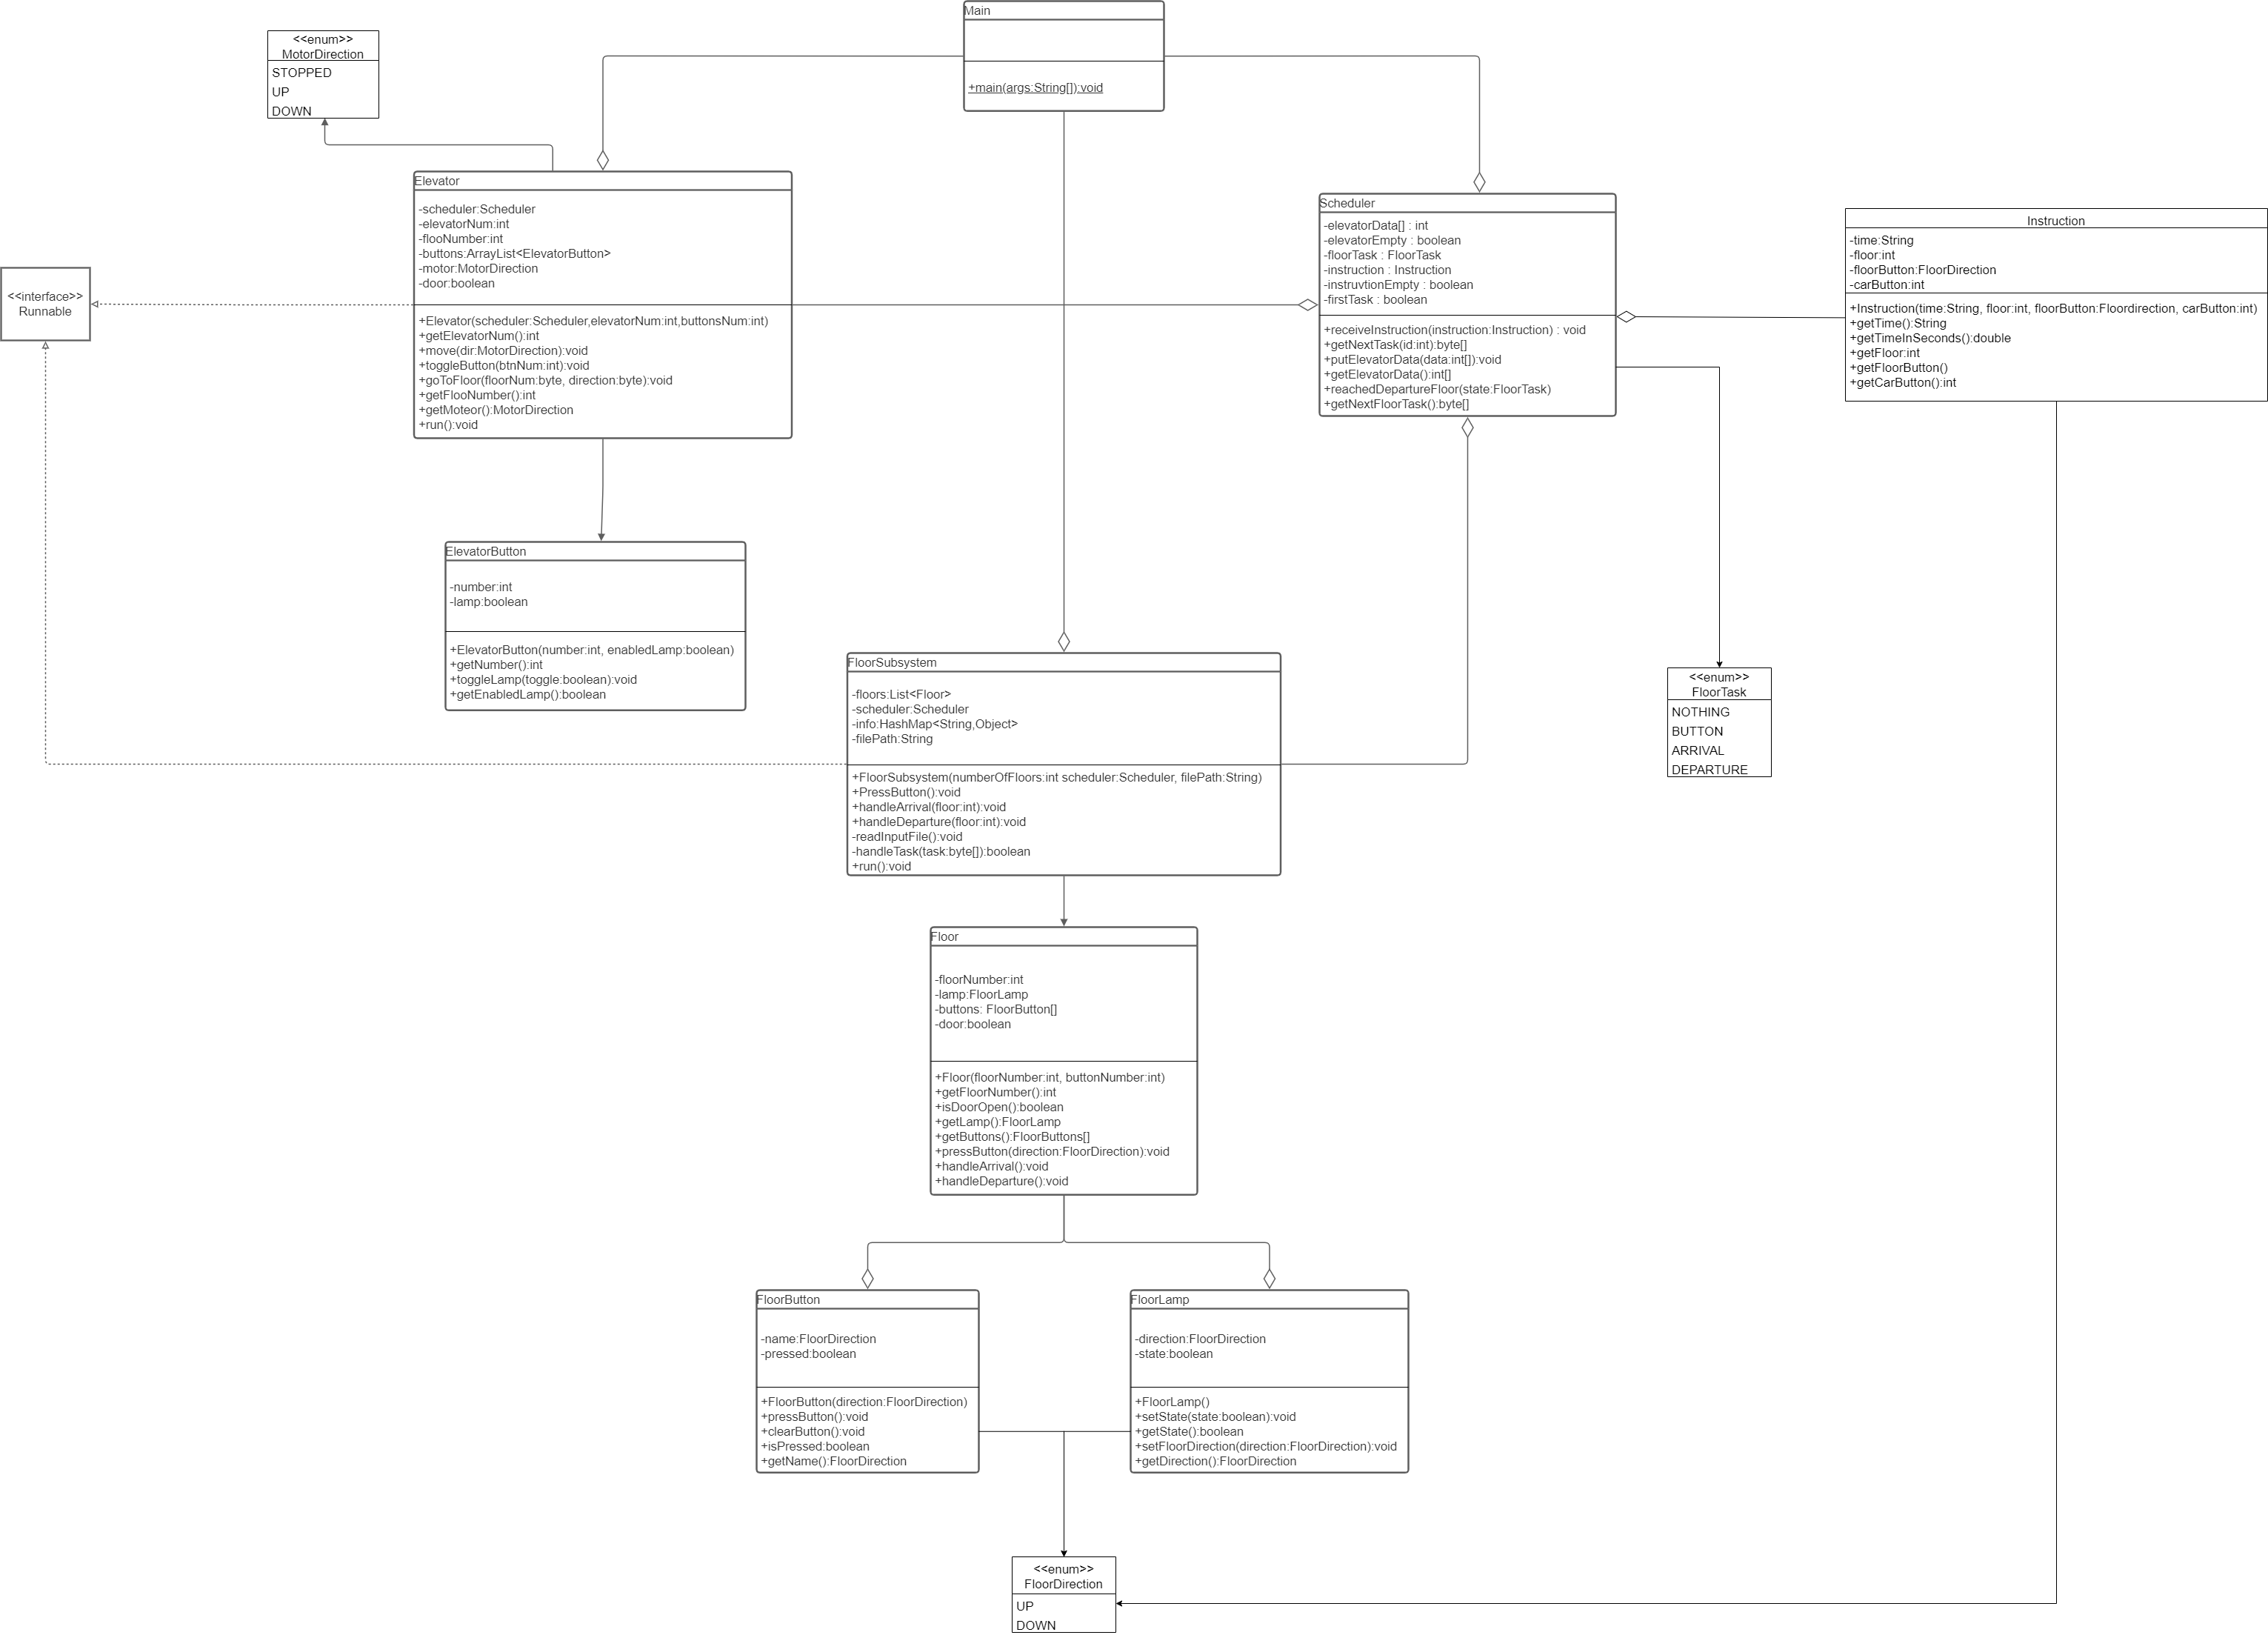 Main
+main(args:String[]):void
<<enum>>
MotorDirection
STOPPED
UP
DOWN
Elevator
-scheduler:Scheduler
-elevatorNum:int
-flooNumber:int
-buttons:ArrayList<ElevatorButton>
-motor:MotorDirection
-door:boolean
+Elevator(scheduler:Scheduler,elevatorNum:int,buttonsNum:int)
+getElevatorNum():int
+move(dir:MotorDirection):void
+toggleButton(btnNum:int):void
+goToFloor(floorNum:byte, direction:byte):void
+getFlooNumber():int
+getMoteor():MotorDirection
+run():void
Scheduler
-elevatorData[] : int
-elevatorEmpty : boolean
-floorTask : FloorTask
-instruction : Instruction
-instruvtionEmpty : boolean
-firstTask : boolean
+receiveInstruction(instruction:Instruction) : void
+getNextTask(id:int):byte[]
+putElevatorData(data:int[]):void
+getElevatorData():int[]
+reachedDepartureFloor(state:FloorTask)
+getNextFloorTask():byte[]
Instruction
-time:String
-floor:int
-floorButton:FloorDirection
-carButton:int
+Instruction(time:String, floor:int, floorButton:Floordirection, carButton:int)
+getTime():String
+getTimeInSeconds():double
+getFloor:int
+getFloorButton()
+getCarButton():int
<<interface>>
Runnable
ElevatorButton
-number:int
-lamp:boolean
+ElevatorButton(number:int, enabledLamp:boolean)
+getNumber():int
+toggleLamp(toggle:boolean):void
+getEnabledLamp():boolean
FloorSubsystem
-floors:List<Floor>
-scheduler:Scheduler
-info:HashMap<String,Object>
-filePath:String
+FloorSubsystem(numberOfFloors:int scheduler:Scheduler, filePath:String)
+PressButton():void
+handleArrival(floor:int):void
+handleDeparture(floor:int):void
-readInputFile():void
-handleTask(task:byte[]):boolean
+run():void
<<enum>>
FloorTask
NOTHING
BUTTON
ARRIVAL
DEPARTURE
Floor
-floorNumber:int
-lamp:FloorLamp
-buttons: FloorButton[]
-door:boolean
+Floor(floorNumber:int, buttonNumber:int)
+getFloorNumber():int
+isDoorOpen():boolean
+getLamp():FloorLamp
+getButtons():FloorButtons[]
+pressButton(direction:FloorDirection):void
+handleArrival():void
+handleDeparture():void
FloorButton
-name:FloorDirection
-pressed:boolean
+FloorButton(direction:FloorDirection)
+pressButton():void
+clearButton():void
+isPressed:boolean
+getName():FloorDirection
FloorLamp
-direction:FloorDirection
-state:boolean
+FloorLamp()
+setState(state:boolean):void
+getState():boolean
+setFloorDirection(direction:FloorDirection):void
+getDirection():FloorDirection
<<enum>>
FloorDirection
UP
DOWN